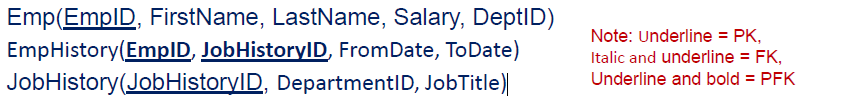 Emp(EmpID, FirstName, LastName, Salary, DeptID)
EmpHistory(EmpID, JobHistoryID, FromDate, ToDate)
JobHistory(JobHistoryID, DepartmentID, JobTitle)
Note: Underline = PK,
Italic and underline = FK,
Underline and bold = PFK